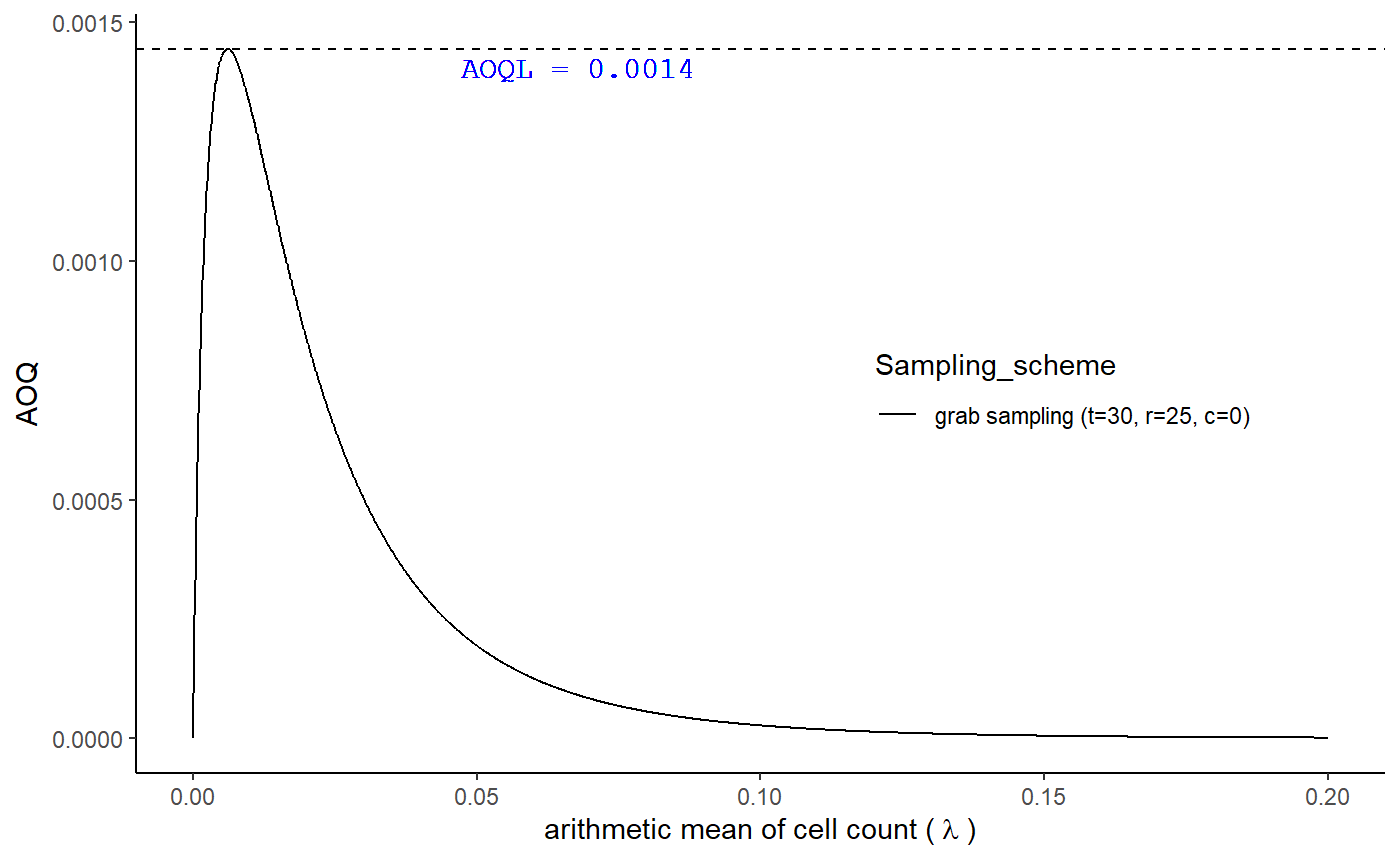 0.0015
AOQL = 0.0014
0.0010
Sampling_scheme
AOQ
grab sampling (t=30, r=25, c=0)
0.0005
0.0000
0.00 0.05 0.10 0.15 0.20
arithmetic mean of cell count ( λ )